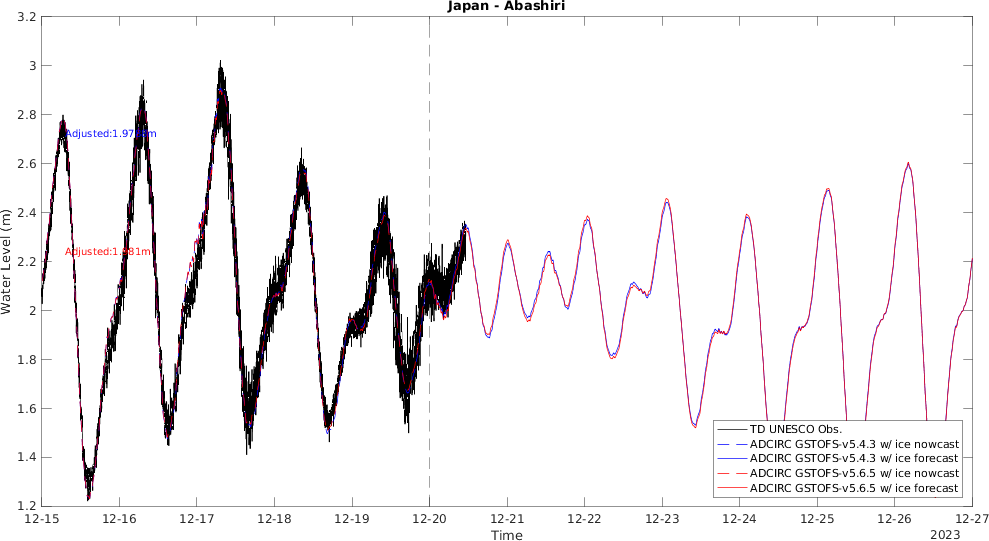 Japan - Abashiri
3.2
3
2.8
2.6
2.4
2.2
2
1.8
1.6
1.4
1.2
Water Level (m)
TD UNESCO Obs.
ADCIRC GSTOFS-v5.4.3 w/ ice nowcast
ADCIRC GSTOFS-v5.4.3 w/ ice forecast
ADCIRC GSTOFS-v5.6.5 w/ ice nowcast
ADCIRC GSTOFS-v5.6.5 w/ ice forecast
12-15 12-16 12-17 12-18 12-19 12-20 12-21 12-22 12-23 12-24 12-25 12-26 12-27
Time
2023